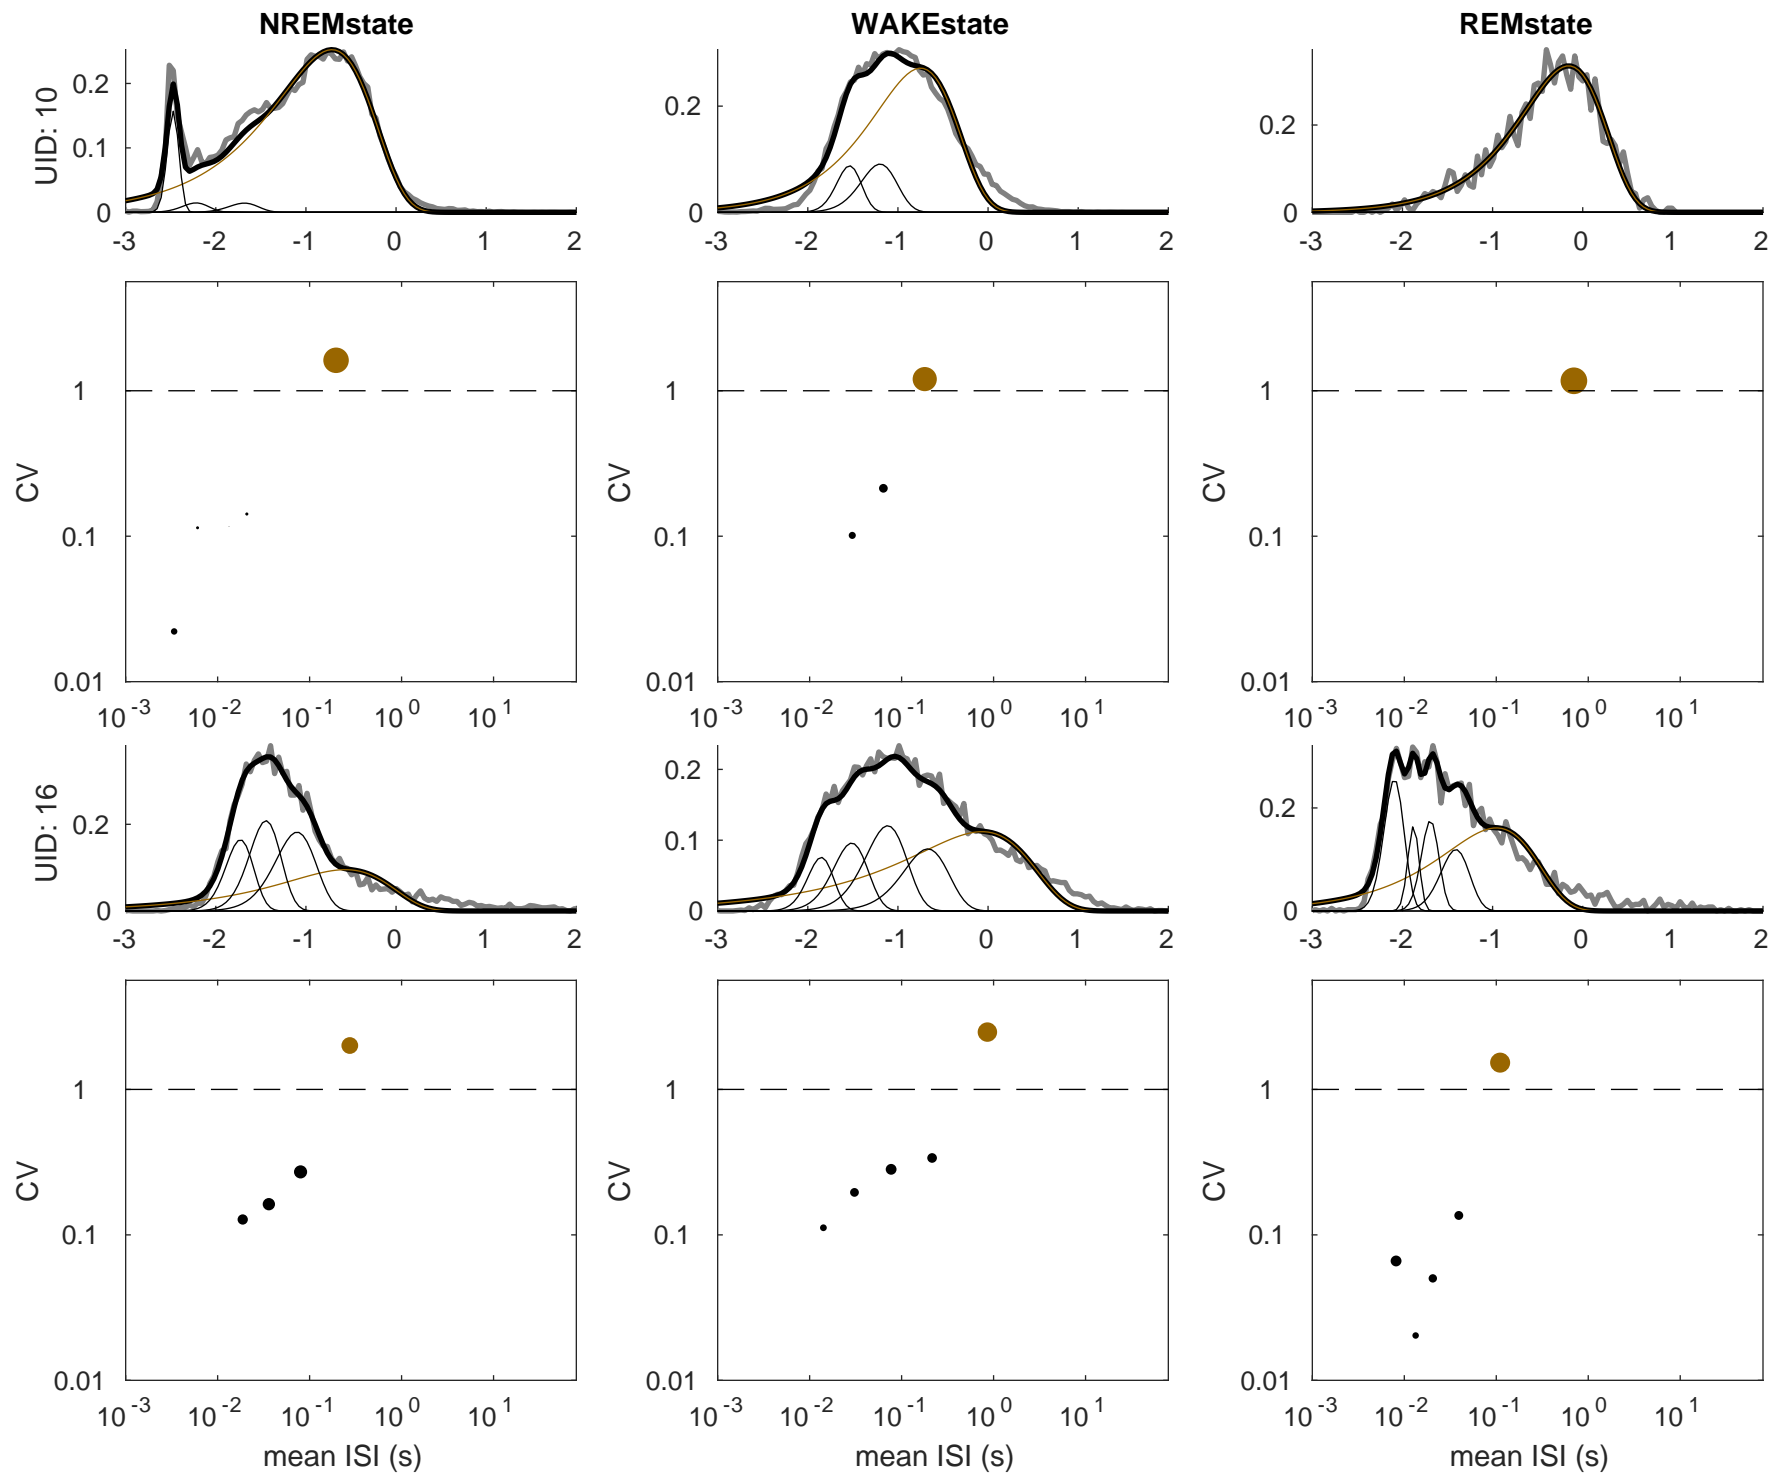 NREMstate WAKEstate REMstate
UID: 10
0.2 0.1 0
0.2 0
0.2 0
-3 -2 -1 0 1 2
-3 -2 -1 0 1 2
-3 -2 -1 0 1 2
CV 1 0.1 0.01
CV 1 0.1 0.01
CV 1 0.1 0.01
10^-3 10^-2 10^-1 10^0 10^1
10^-3 10^-2 10^-1 10^0 10^1
10^-3 10^-2 10^-1 10^0 10^1
UID: 16
0.2 0
0.2 0.1 0
0.2 0
-3 -2 -1 0 1 2
-3 -2 -1 0 1 2
-3 -2 -1 0 1 2
CV 1 0.1 0.01
CV 1 0.1 0.01
CV 1 0.1 0.01
10^-3 10^-2 10^-1 10^0 10^1
10^-3 10^-2 10^-1 10^0 10^1
10^-3 10^-2 10^-1 10^0 10^1
mean ISI (s) mean ISI (s) mean ISI (s)